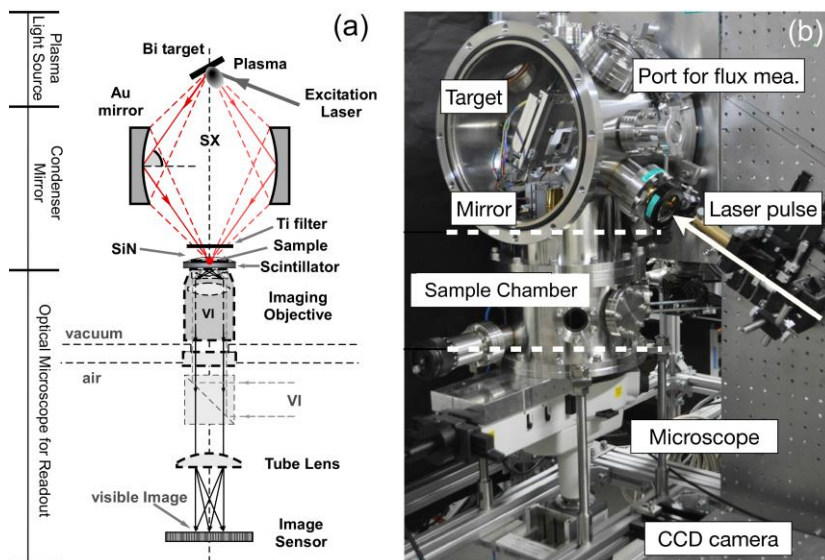 (a)
Plasma
Light Source
Condenser
Mirror
Optical Microscope for Readout
Bi target
Plasma
Au
mirror
Excitation
Laser
SX
Ti filter
SiN
Sample
Scintillator
Imaging
Objective
VI
vacuum
air
VI
Tube Lens
visible Image
Image
Sensor
(b)
Port for flux mea.
Target
Mirror
Laser pulse
Sample Chamber
Microscope
CCD camera